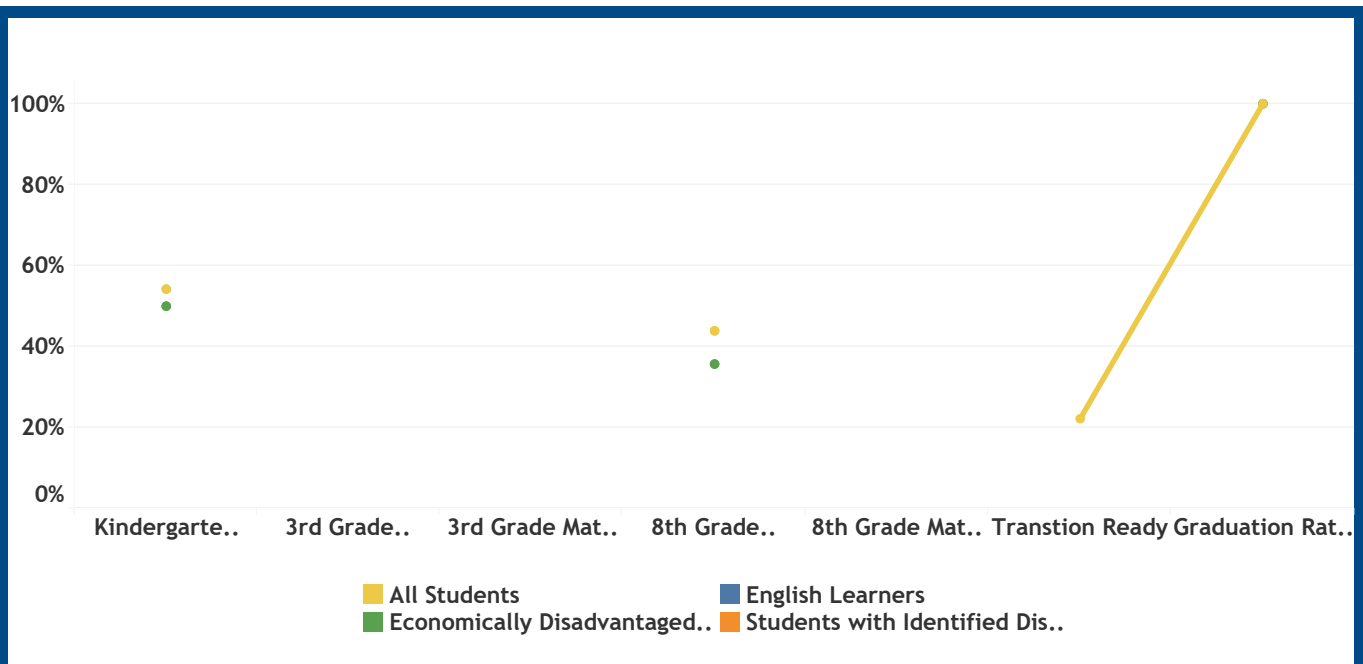 100%
80%
60%
40%
20%
0%
Kindergarte.. 3rd Grade.. 3rd Grade Mat.. 8th Grade.. 8th Grade Mat.. Transtion Ready Graduation Rat..
All Students English Learners
Economically Disadvantaged.. Students with Identified Dis..